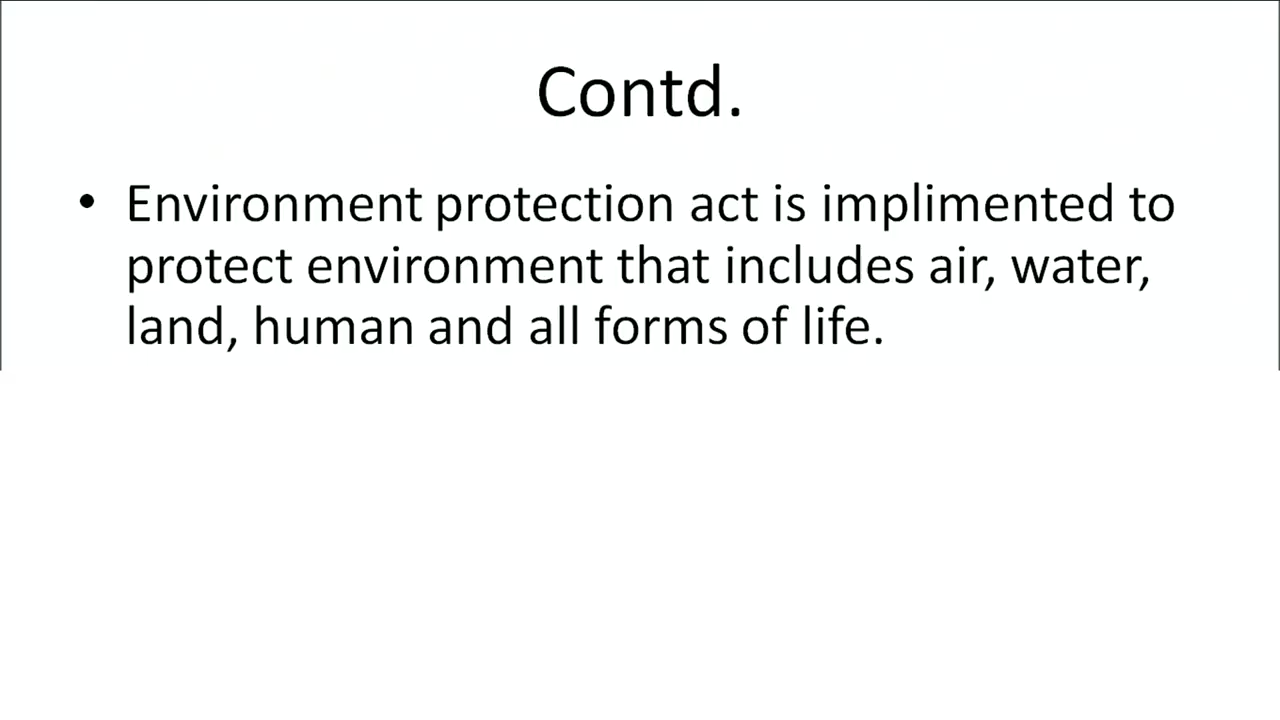 Contd.
• Environment protection act is implimented to
protect environment that includes air, water,
land, human and all forms of life.